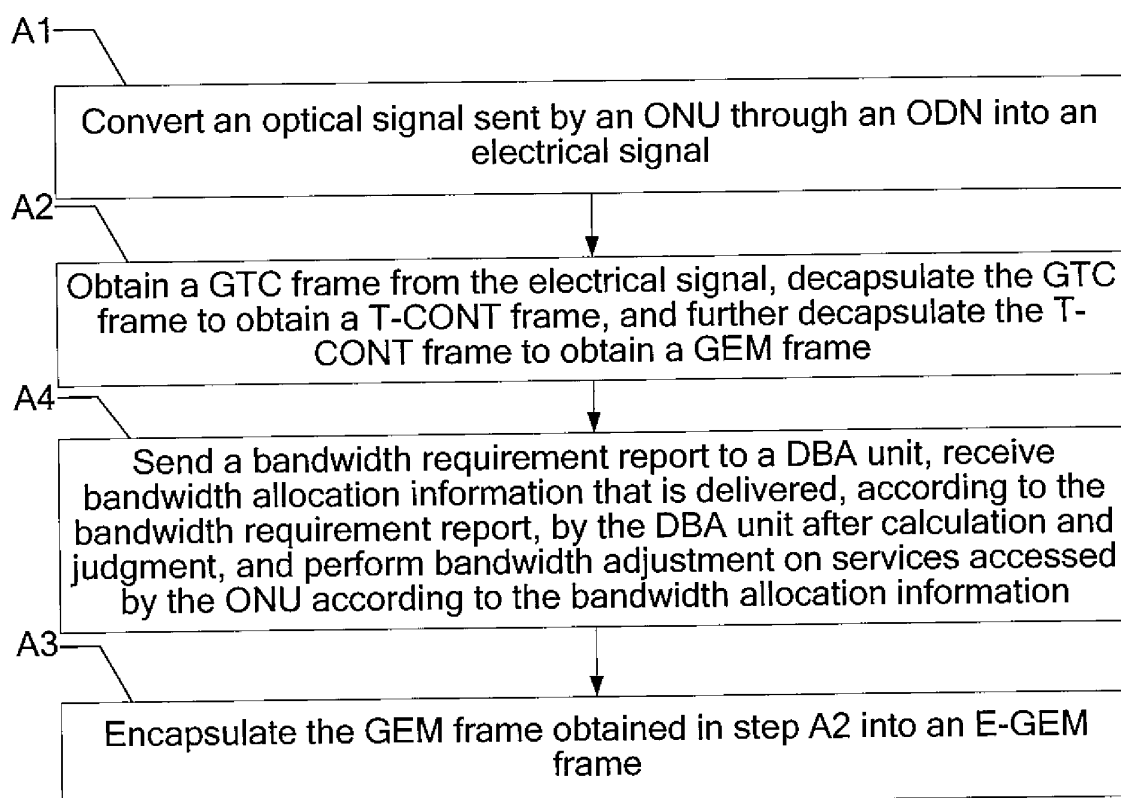 A1
Convert an optical signal sent by an ONU through an ODN into an
electrical signal
A2
Obtain a GTC frame from the electrical signal, decapsulate the GTC
frame to obtain a T-CONT frame, and further decapsulate the T-
CONT frame to obtain a GEM frame
A4
Send a bandwidth requirement report to a DBA unit, receive
bandwidth allocation information that is delivered, according to the
bandwidth requirement report, by the DBA unit after calculation and
judgment, and perform bandwidth adjustment on services accessed
by the ONU according to the bandwidth allocation information
A3
Encapsulate the GEM frame obtained in step A2 into an E-GEM
frame